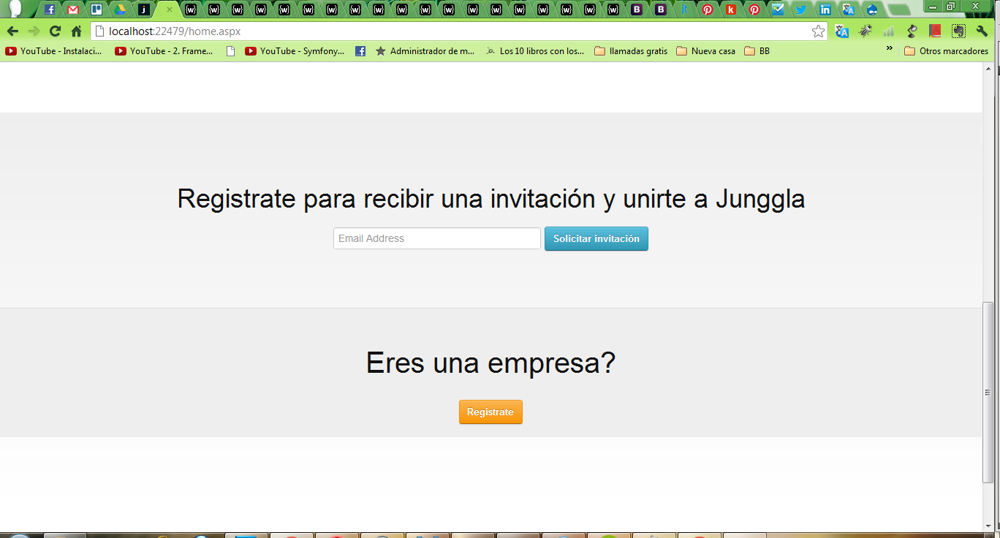 localhost:22479/home.aspx
YouTube - Instalaci... YouTube - 2. Frame... YouTube - Symfony... Administrador de m... Los 10 libros con los... llamadas gratis Nueva casa BB » Otros marcadores
Registrate para recibir una invitación y unirte a Junggla
Email Address Solicitar invitación
Eres una empresa?
Registrate